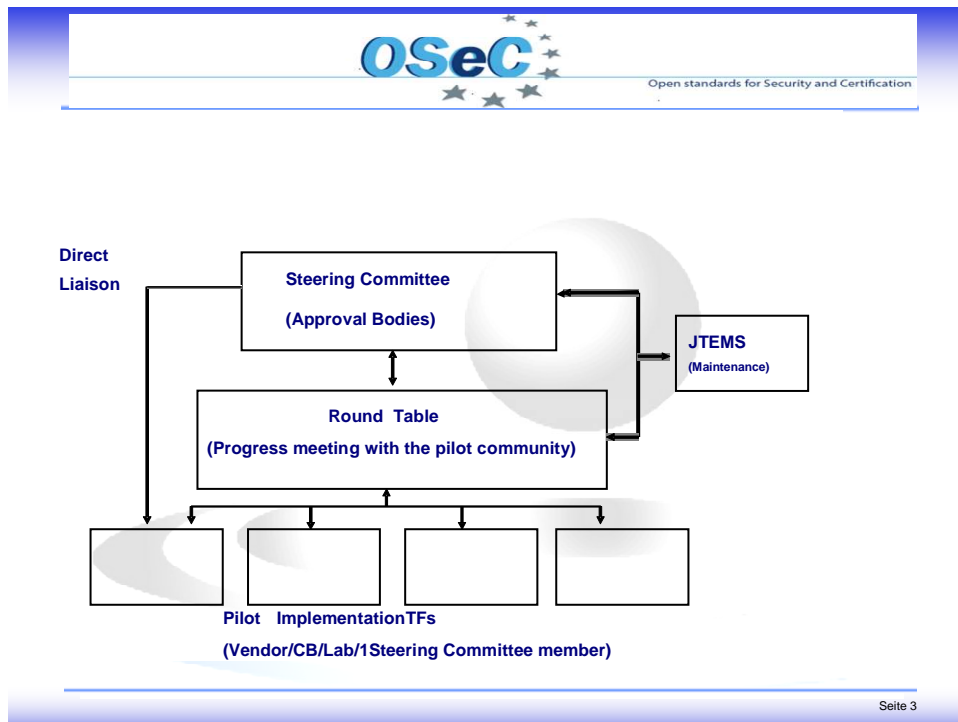 OSeC
Open standards for Security and Certification
Direct
Liaison
Steering Committee
(Approval Bodies)
JTEMS
(Maintenance)
Round Table
(Progress meeting with the pilot community)
Pilot ImplementationTFs
(Vendor/CB/Lab/1Steering Committee member)
Seite 3